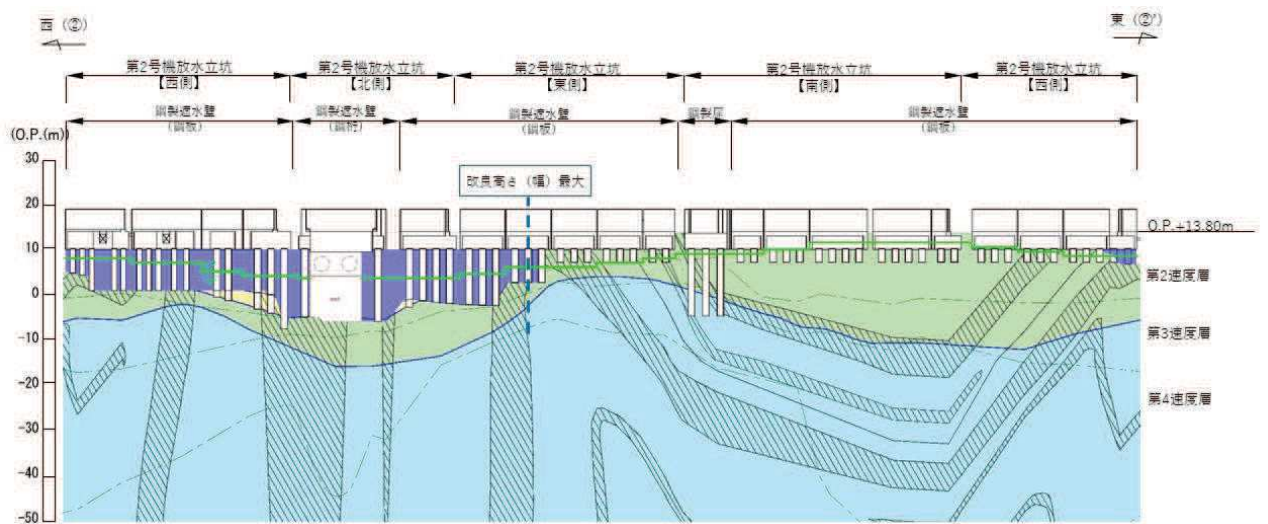 西（②）
東（②'）
第2号機放水立坑
【西側】
第2号機放水立坑
【北側】
第2号機放水立坑
【東側】
第2号機放水立坑
【南側】
第2号機放水立坑
【西側】
鋼製遮水壁
（鋼板）
鋼製遮水壁
（鋼桁）
鋼製遮水壁
（鋼板）
鋼製扉
鋼製遮水壁
（鋼板）
(O.P.(m))
30
20
10
0
-10
-20
-30
-40
-50
改良高さ（幅）最大
O.P.+13.80m
第2速度層
第3速度層
第4速度層